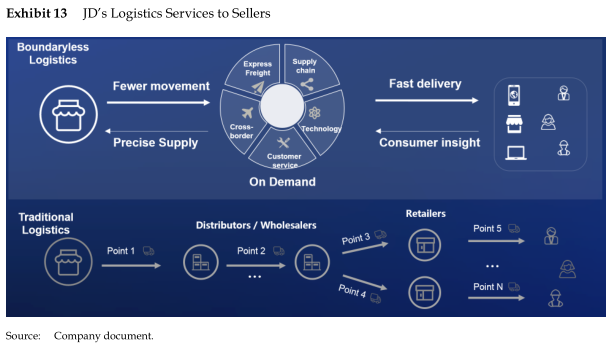 Exhibit 13 JD's Logistics Services to Sellers
Boundaryless
Logistics
Fewer movement
Precise Supply
Express
Freight
Supply
chain
Cross-
border
Technology
Customer
service
On Demand
Fast delivery
Consumer insight
Traditional
Logistics
Distributors / Wholesalers
Retailers
Point 1
Point 2
...
Point 3
Point 4
Point 5
...
Point N
Source: Company document.